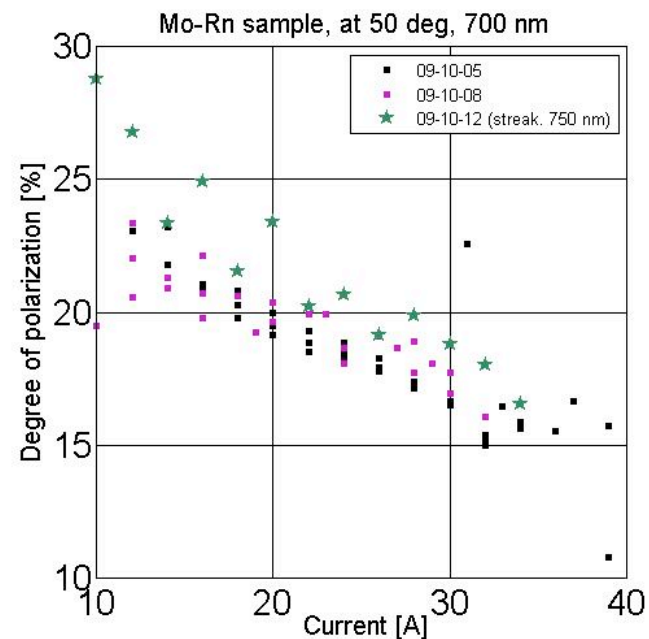 Mo-Rn sample, at 50 deg, 700 nm
30
09-10-05
09-10-08
09-10-12 (streak. 750 nm)
25
20
15
10
Degree of polarization [%]
10 20 30 40
Current [A]